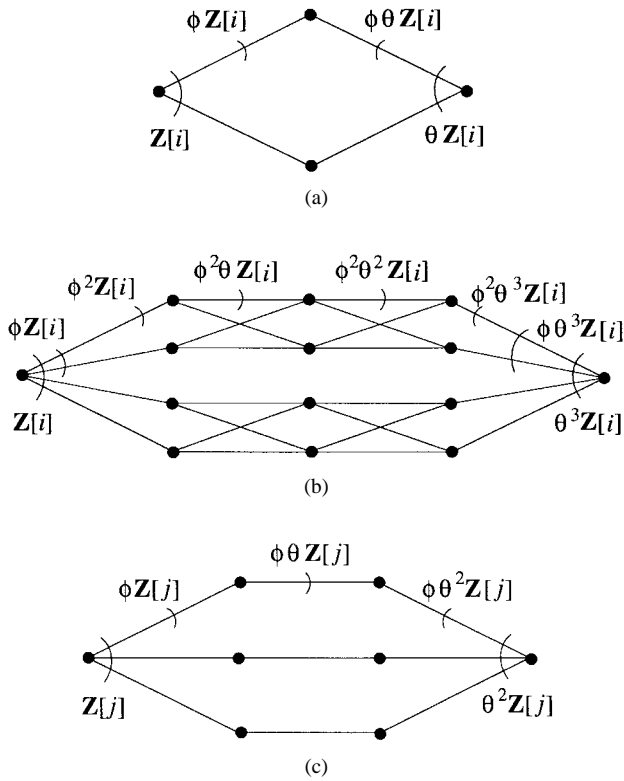 ϕZ[i] ϕθZ[i]
Z[i] θZ[i]
(a)
ϕ²θZ[i] ϕ²θ²Z[i]
ϕ²Z[i] ϕ²θ³Z[i]
ϕZ[i] ϕθ³Z[i]
Z[i] θ³Z[i]
(b)
ϕθZ[j]
ϕZ[j] ϕθ²Z[j]
Z[j] θ²Z[j]
(c)